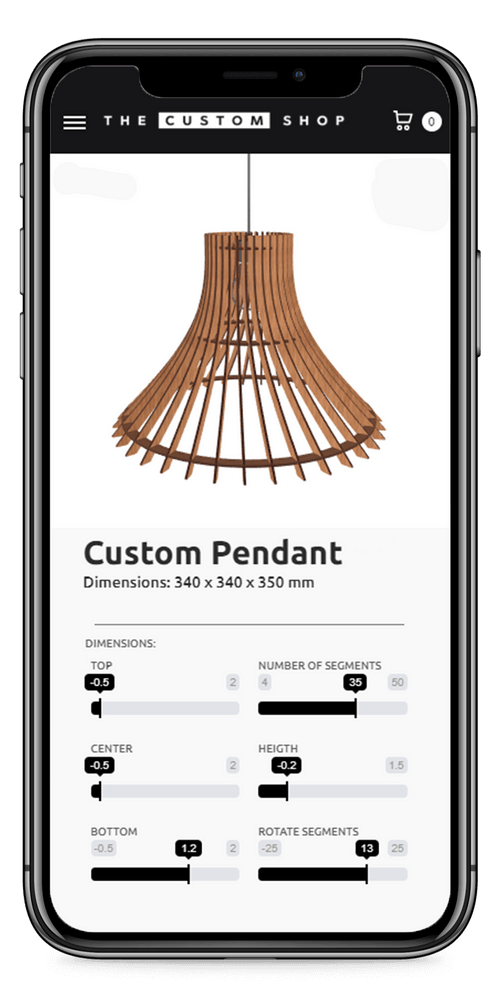 THE CUSTOM SHOP 0
Custom Pendant
Dimensions: 340 x 340 x 350 mm
DIMENSIONS:
TOP NUMBER OF SEGMENTS
-0.5 2 4 35 50
CENTER HEIGTH
-0.5 2 -0.2 1.5
BOTTOM ROTATE SEGMENTS
-0.5 1.2 2 -25 13 25